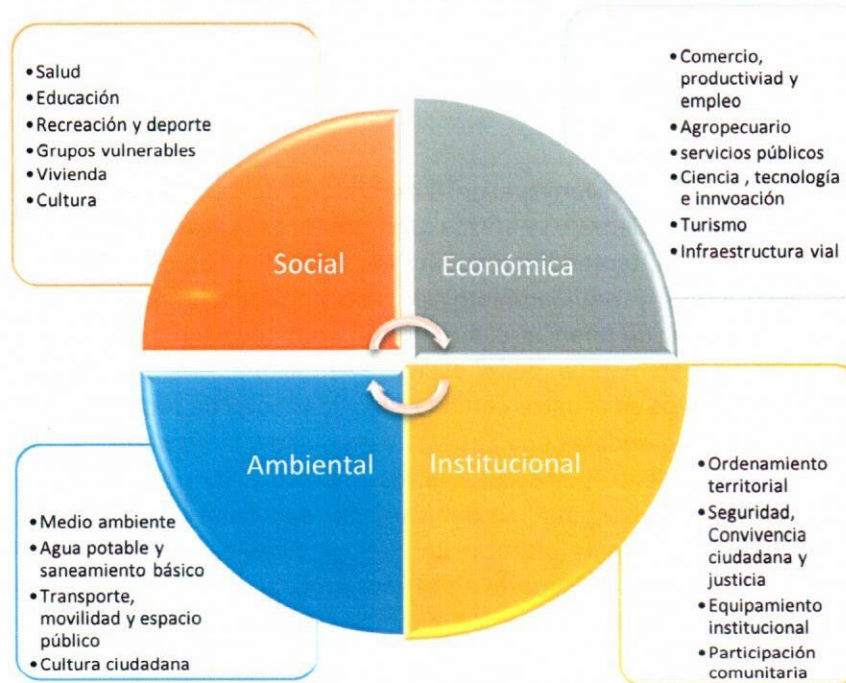 •Salud
•Educación
•Recreación y deporte
•Grupos vulnerables
•Vivienda
•Cultura
Social
•Comercio,
productiviad y
empleo
•Agropecuario
•servicios públicos
•Ciencia , tecnología
e innvoación
•Turismo
•Infraestructura vial
Económica
Ambiental
•Medio ambiente
•Agua potable y
saneamiento básico
•Transporte,
movilidad y espacio
público
•Cultura ciudadana
Institucional
•Ordenamiento
territorial
•Seguridad,
Convivencia
ciudadana y
justicia
•Equipamiento
institucional
•Participación
comunitaria